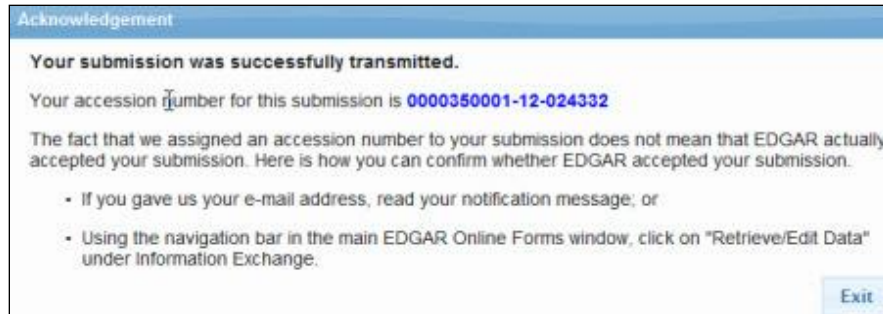 Acknowledgement
Your submission was successfully transmitted.
Your accession number for this submission is 0000350001-12-024332
The fact that we assigned an accession number to your submission does not mean that EDGAR actually
accepted your submission. Here is how you can confirm whether EDGAR accepted your submission.
• If you gave us your e-mail address, read your notification message; or
• Using the navigation bar in the main EDGAR Online Forms window, click on "Retrieve/Edit Data"
under Information Exchange.
Exit